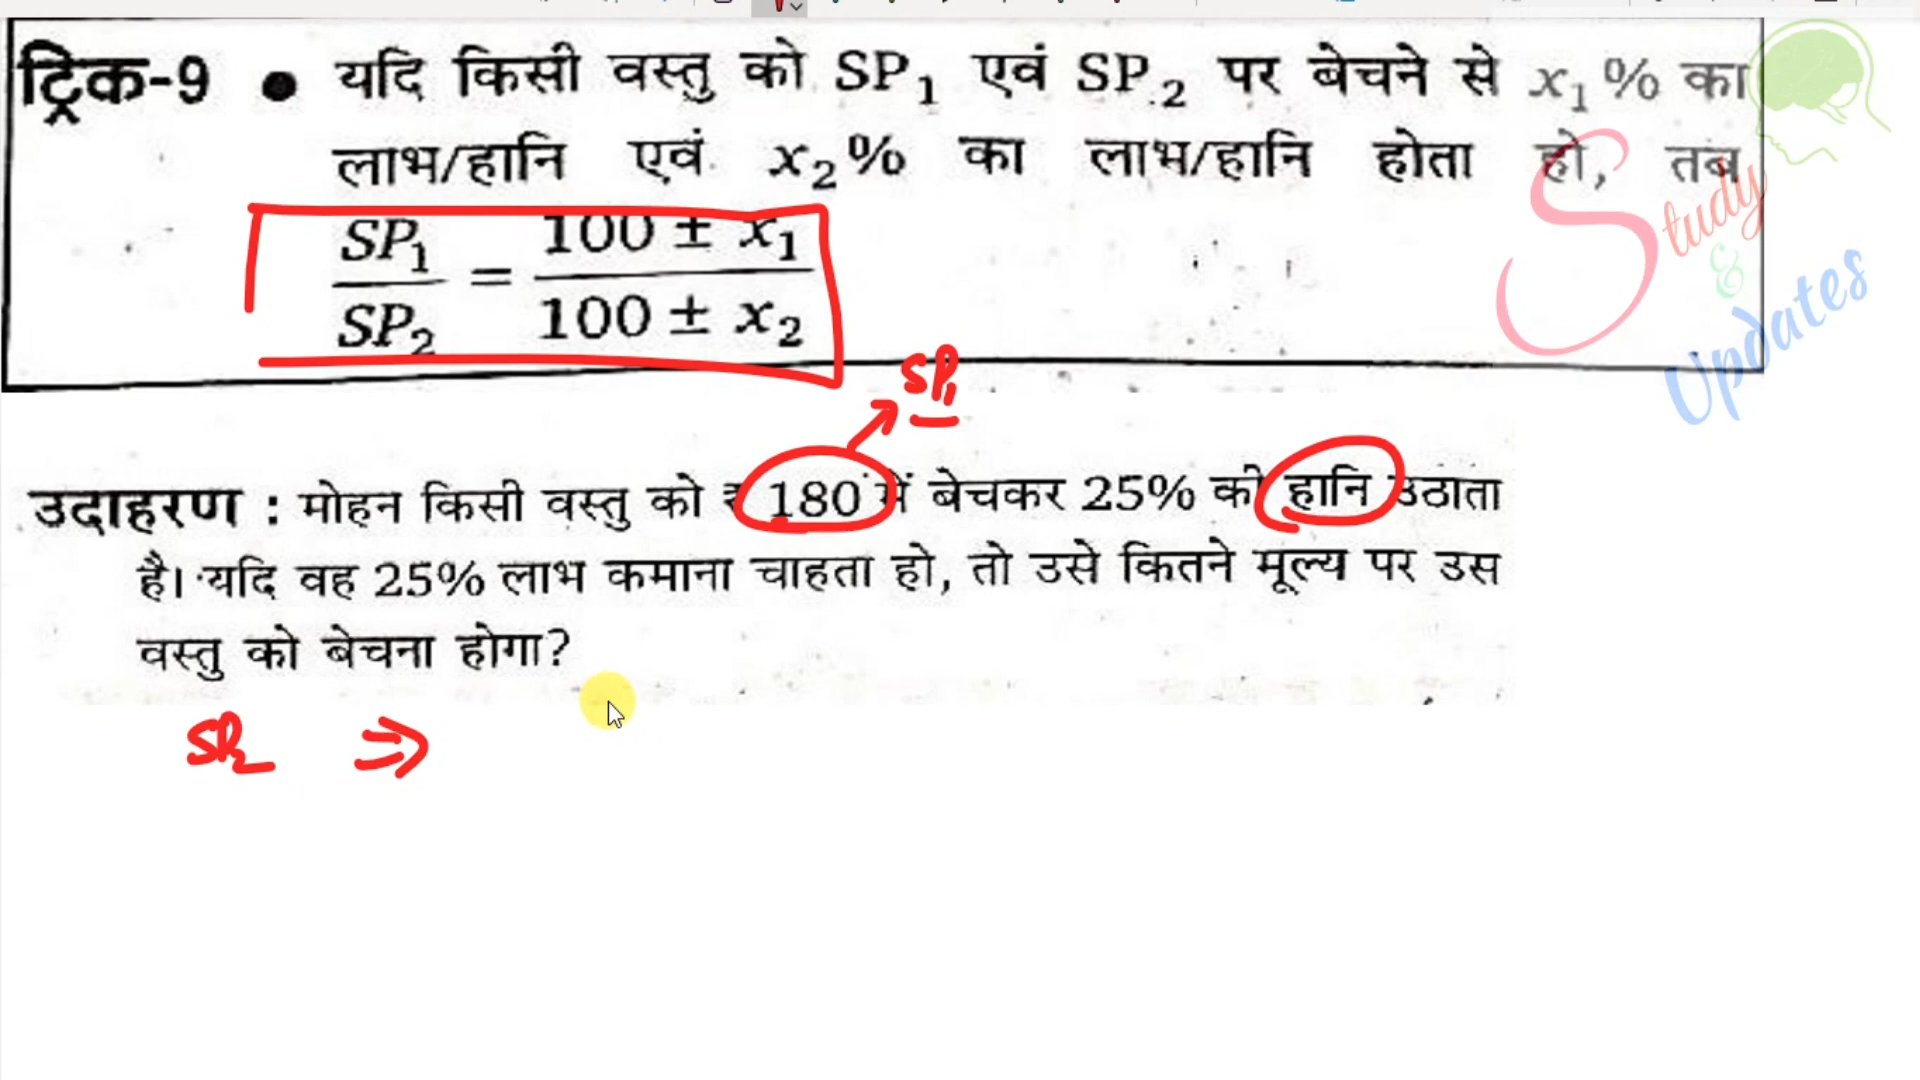 ट्रिक-9 ● यदि किसी वस्तु को SP₁ एवं SP₂ पर बेचने से x₁% का
लाभ/हानि एवं x₂% का लाभ/हानि होता हो, तब
SP₁/SP₂ = 100 ± x₁/100 ± x₂
Study
&
Updates
SP₁
उदाहरण : मोहन किसी वस्तु को ₹ 180 में बेचकर 25% की हानि उठाता
है। यदि वह 25% लाभ कमाना चाहता हो, तो उसे कितने मूल्य पर उस
वस्तु को बेचना होगा?
SP₂ ⇒